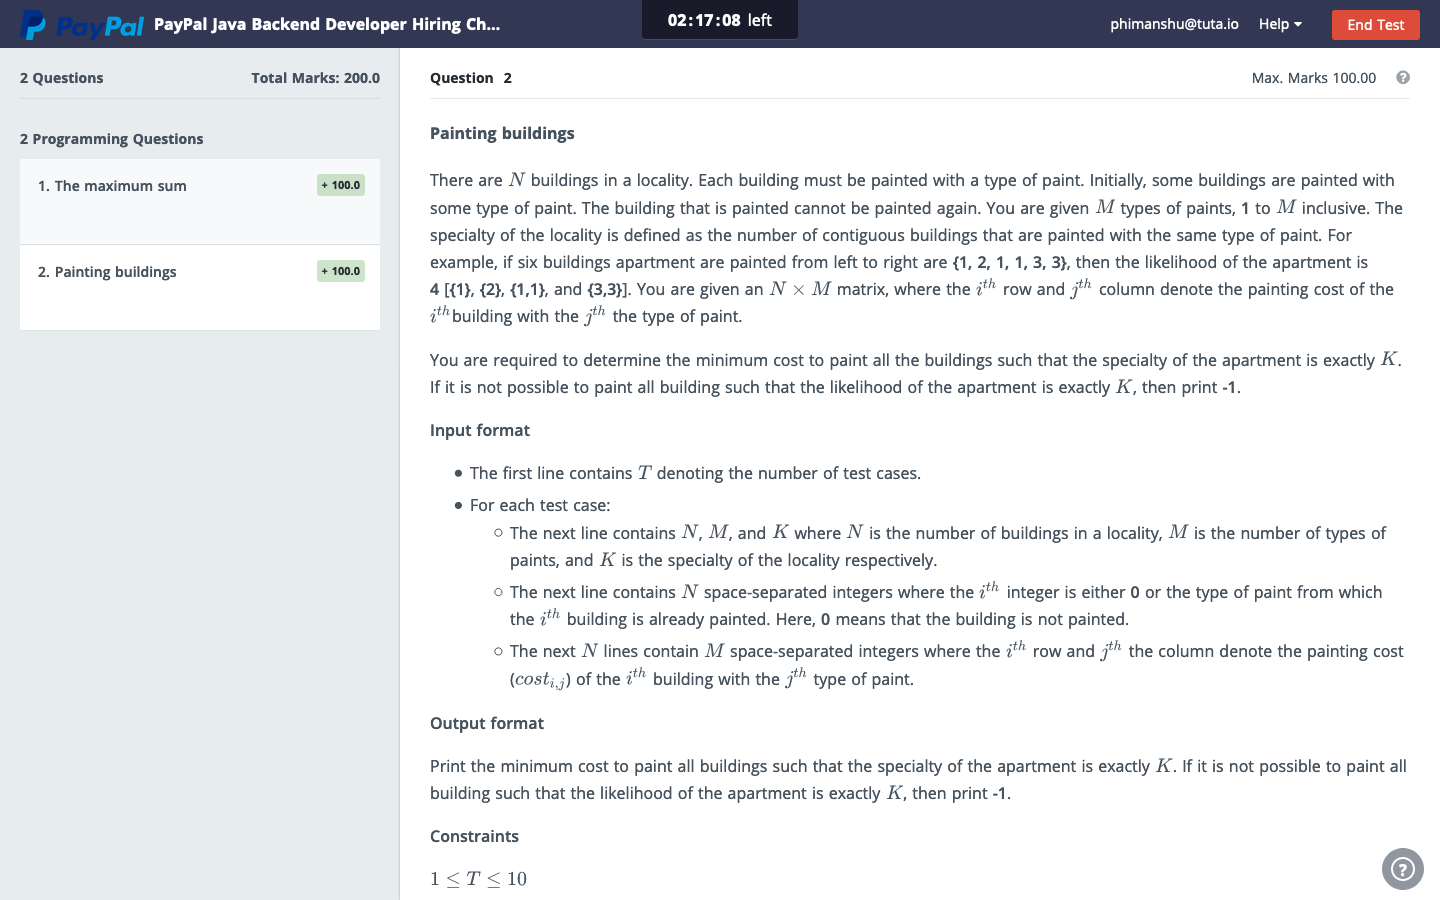 PayPal PayPal Java Backend Developer Hiring Ch... 02:17:08 left phimanshu@tuta.io Help End Test
2 Questions Total Marks: 200.0
2 Programming Questions
1. The maximum sum + 100.0
2. Painting buildings + 100.0
Question 2 Max. Marks 100.00 ?
Painting buildings
There are N buildings in a locality. Each building must be painted with a type of paint. Initially, some buildings are painted with
some type of paint. The building that is painted cannot be painted again. You are given M types of paints, 1 to M inclusive. The
specialty of the locality is defined as the number of contiguous buildings that are painted with the same type of paint. For
example, if six buildings apartment are painted from left to right are {1, 2, 1, 1, 3, 3}, then the likelihood of the apartment is
4 [{1}, {2}, {1,1}, and {3,3}]. You are given an N × M matrix, where the i^th row and j^th column denote the painting cost of the
i^th building with the j^th the type of paint.
You are required to determine the minimum cost to paint all the buildings such that the specialty of the apartment is exactly K.
If it is not possible to paint all building such that the likelihood of the apartment is exactly K, then print -1.
Input format
• The first line contains T denoting the number of test cases.
• For each test case:
○ The next line contains N, M, and K where N is the number of buildings in a locality, M is the number of types of
paints, and K is the specialty of the locality respectively.
○ The next line contains N space-separated integers where the i^th integer is either 0 or the type of paint from which
the i^th building is already painted. Here, 0 means that the building is not painted.
○ The next N lines contain M space-separated integers where the i^th row and j^th the column denote the painting cost
(cost_i,j) of the i^th building with the j^th type of paint.
Output format
Print the minimum cost to paint all buildings such that the specialty of the apartment is exactly K. If it is not possible to paint all
building such that the likelihood of the apartment is exactly K, then print -1.
Constraints
1 ≤ T ≤ 10
?